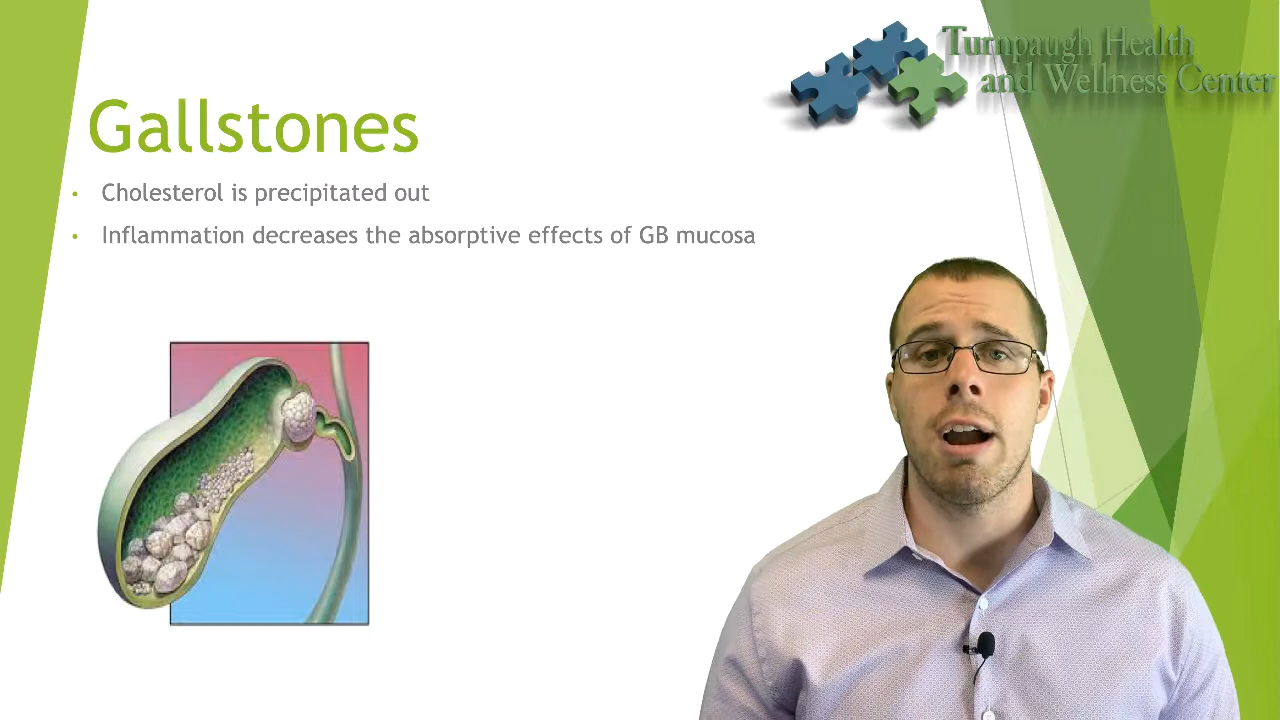 Turnpaugh Health
and Wellness Center
Gallstones
• Cholesterol is precipitated out
• Inflammation decreases the absorptive effects of GB mucosa